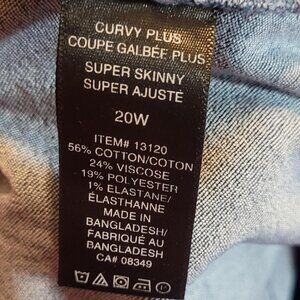 CURVY PLUS
COUPE GALBÉE PLUS
SUPER SKINNY
SUPER AJUSTÉ
20W
ITEM# 13120
56% COTTON/COTON
24% VISCOSE
19% POLYESTER
1% ELASTANE/
ÉLASTHANNE
MADE IN
BANGLADESH/
FABRIQUÉ AU
BANGLADESH
CA# 08349